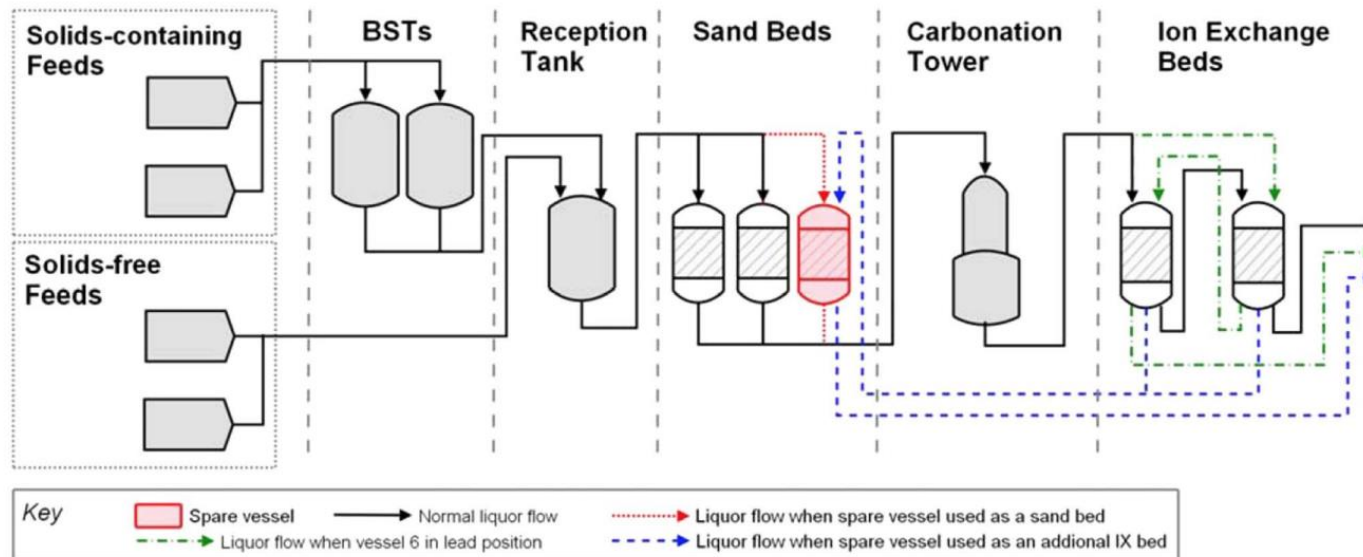 Solids-containing
Feeds
BSTs
Reception
Tank
Sand Beds
Carbonation
Tower
Ion Exchange
Beds
Solids-free
Feeds
Key
Spare vessel
Normal liquor flow
Liquor flow when spare vessel used as a sand bed
Liquor flow when vessel 6 in lead position
Liquor flow when spare vessel used as an addional IX bed